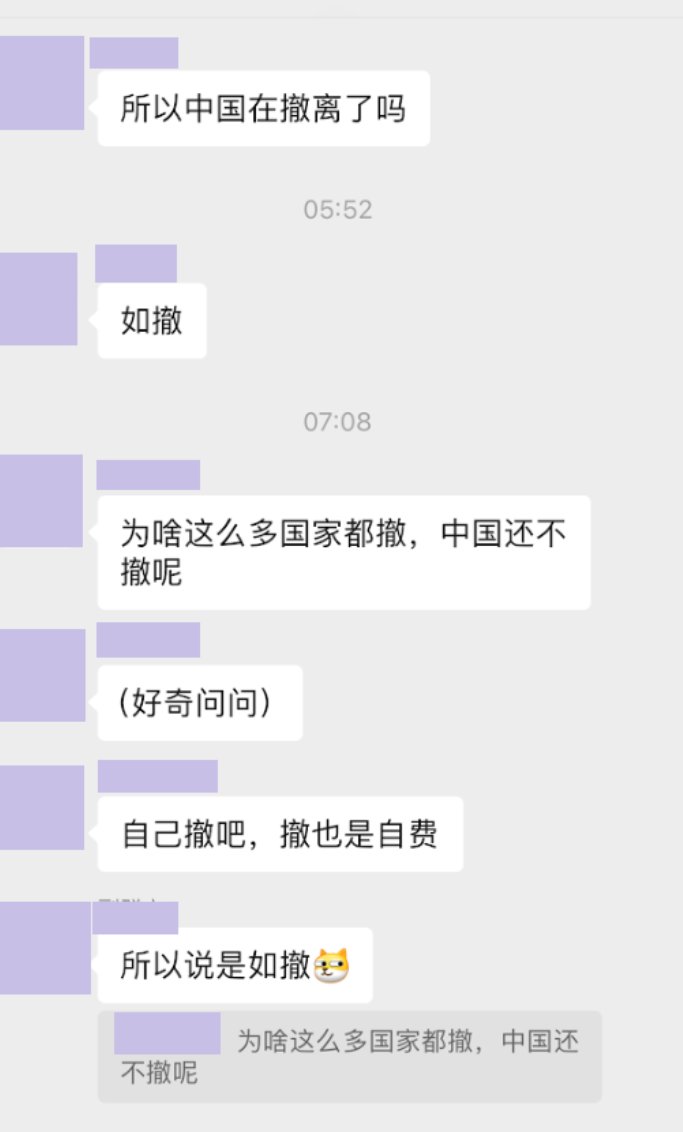 所以中国在撤离了吗
05:52
如撤
07:08
为啥这么多国家都撤，中国还不
撤呢
（好奇问问）
自己撤吧，撤也是自费
所以说是如撤
为啥这么多国家都撤，中国还
不撤呢